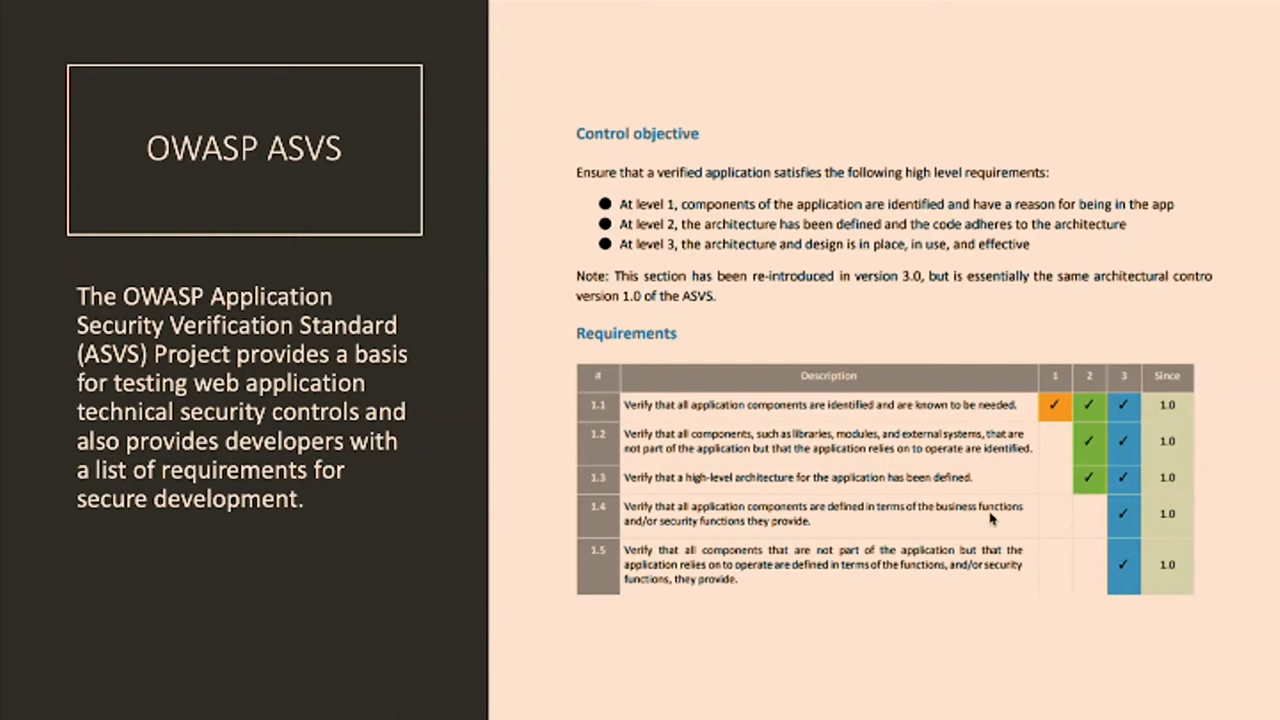 OWASP ASVS
The OWASP Application
Security Verification Standard
(ASVS) Project provides a basis
for testing web application
technical security controls and
also provides developers with
a list of requirements for
secure development.
Control objective
Ensure that a verified application satisfies the following high level requirements:
● At level 1, components of the application are identified and have a reason for being in the app
● At level 2, the architecture has been defined and the code adheres to the architecture
● At level 3, the architecture and design is in place, in use, and effective
Note: This section has been re-introduced in version 3.0, but is essentially the same architectural contro
version 1.0 of the ASVS.
Requirements
# Description 1 2 3 Since
1.1 Verify that all application components are identified and are known to be needed. ✓ ✓ ✓ 1.0
1.2 Verify that all components, such as libraries, modules, and external systems, that are
not part of the application but that the application relies on to operate are identified. ✓ ✓ 1.0
1.3 Verify that a high-level architecture for the application has been defined. ✓ ✓ 1.0
1.4 Verify that all application components are defined in terms of the business functions
and/or security functions they provide. ✓ 1.0
1.5 Verify that all components that are not part of the application but that the
application relies on to operate are defined in terms of the functions, and/or security
functions, they provide. ✓ 1.0